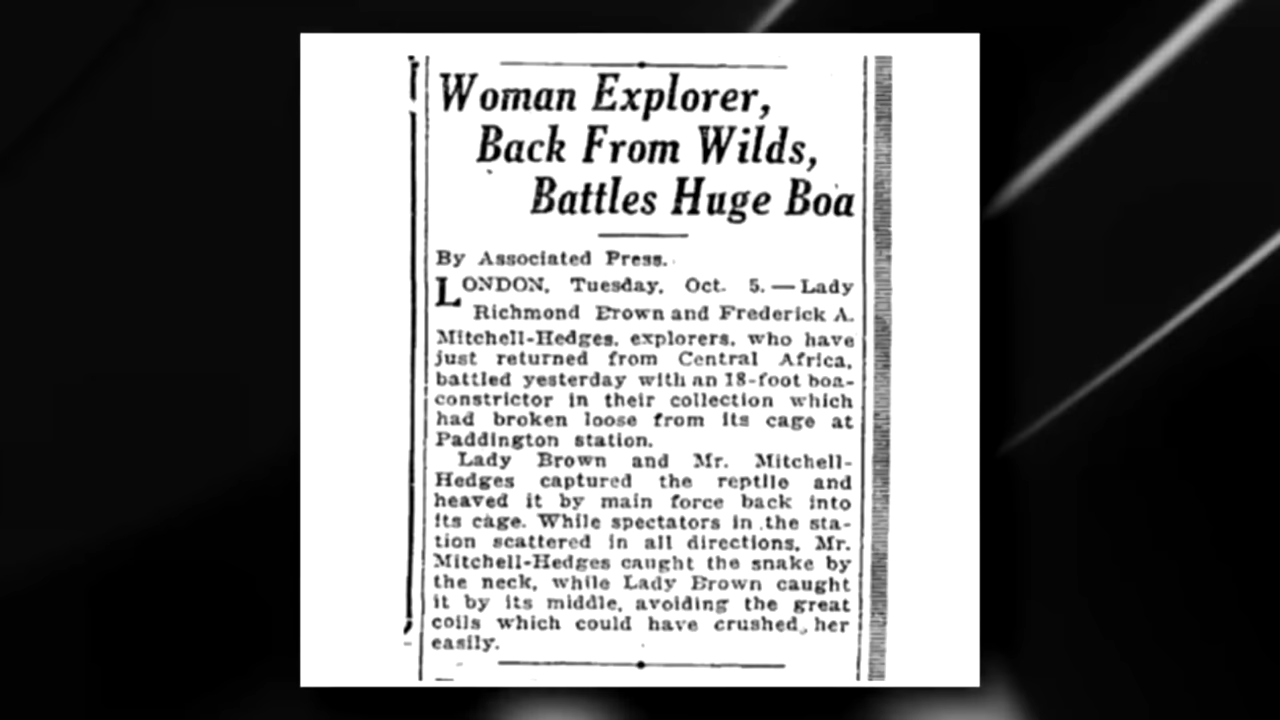 Woman Explorer,
Back From Wilds,
Battles Huge Boa
By Associated Press.
LONDON, Tuesday, Oct. 5. — Lady
Richmond Brown and Frederick A.
Mitchell-Hedges, explorers, who have
just returned from Central Africa,
battled yesterday with an 18-foot boa-
constrictor in their collection which
had broken loose from its cage at
Paddington station.
Lady Brown and Mr. Mitchell-
Hedges captured the reptile and
heaved it by main force back into
its cage. While spectators in the sta-
tion scattered in all directions, Mr.
Mitchell-Hedges caught the snake by
the neck, while Lady Brown caught
it by its middle, avoiding the great
coils which could have crushed her
easily.